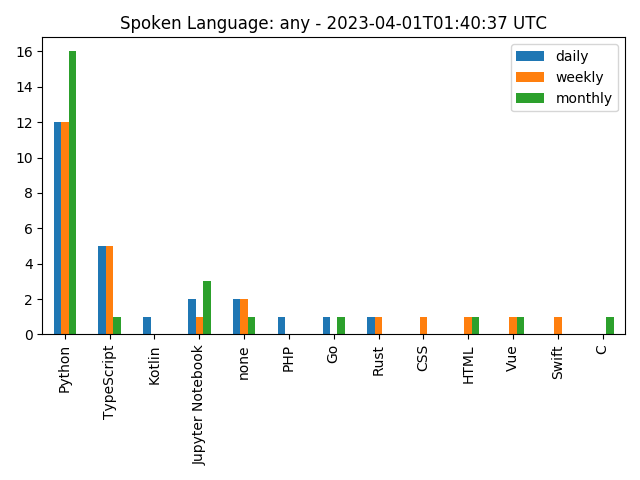 Spoken Language: any - 2023-04-01T01:40:37 UTC
daily
weekly
monthly
16
14
12
10
8
6
4
2
0
Python
TypeScript
Kotlin
Jupyter Notebook
none
PHP
Go
Rust
CSS
HTML
Vue
Swift
C